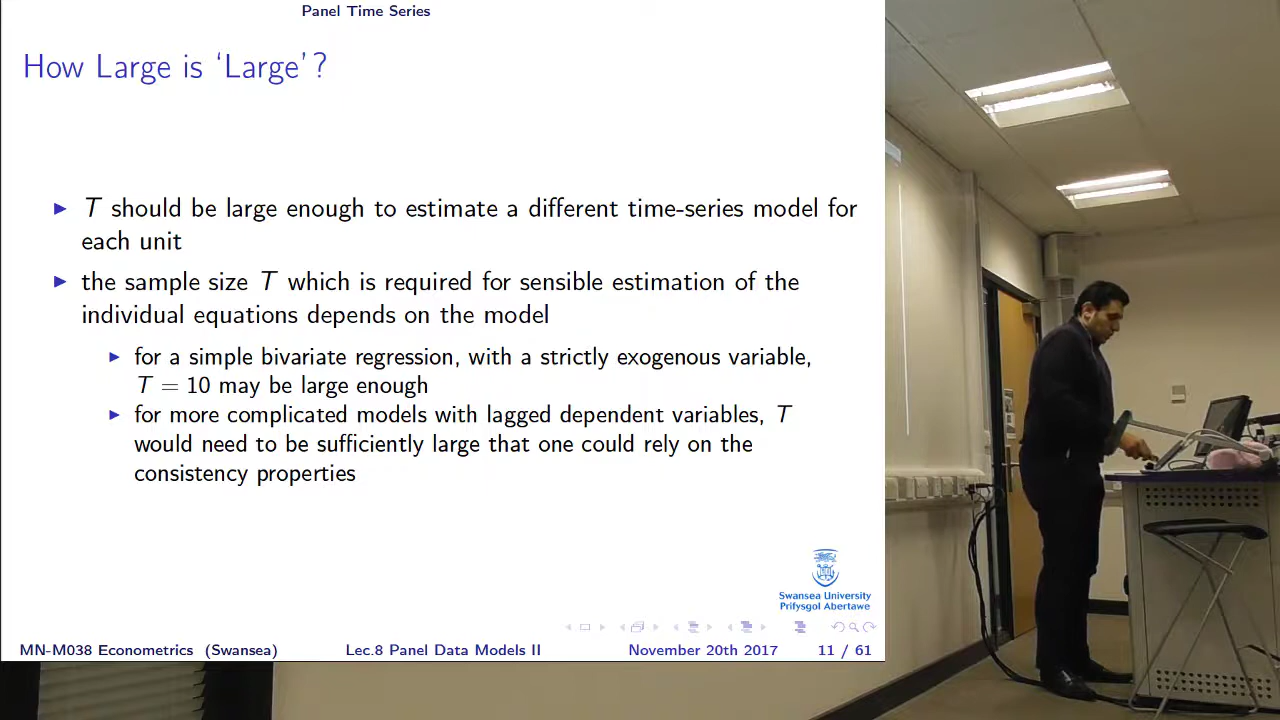 Panel Time Series
How Large is ‘Large’?
▶ T should be large enough to estimate a different time-series model for
each unit
▶ the sample size T which is required for sensible estimation of the
individual equations depends on the model
▶ for a simple bivariate regression, with a strictly exogenous variable,
T = 10 may be large enough
▶ for more complicated models with lagged dependent variables, T
would need to be sufficiently large that one could rely on the
consistency properties
Swansea University
Prifysgol Abertawe
MN-M038 Econometrics (Swansea) Lec.8 Panel Data Models II November 20th 2017 11 / 61